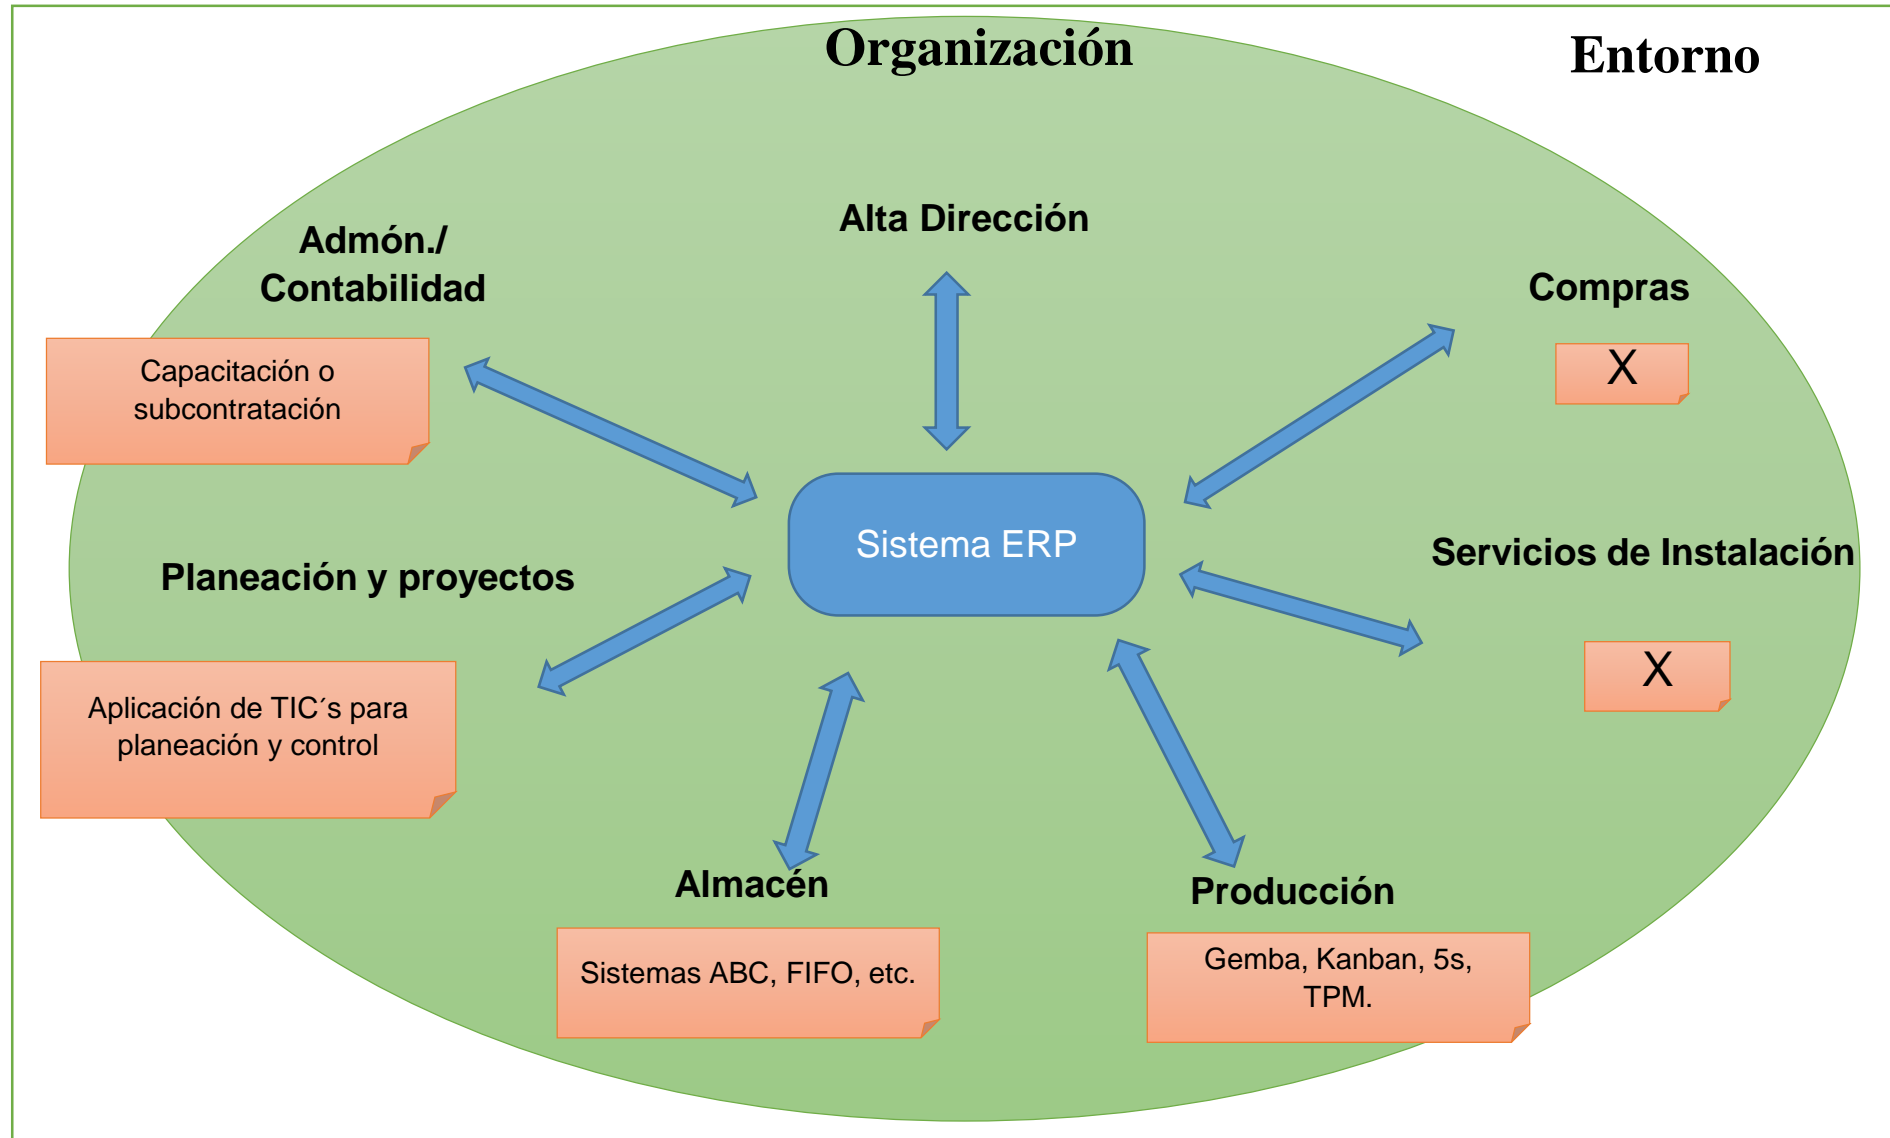 Organización
Entorno
Alta Dirección
Admón./
Contabilidad
Compras
Capacitación o
subcontratación
X
Sistema ERP
Servicios de Instalación
Planeación y proyectos
X
Aplicación de TIC´s para
planeación y control
Almacén
Producción
Sistemas ABC, FIFO, etc.
Gemba, Kanban, 5s,
TPM.